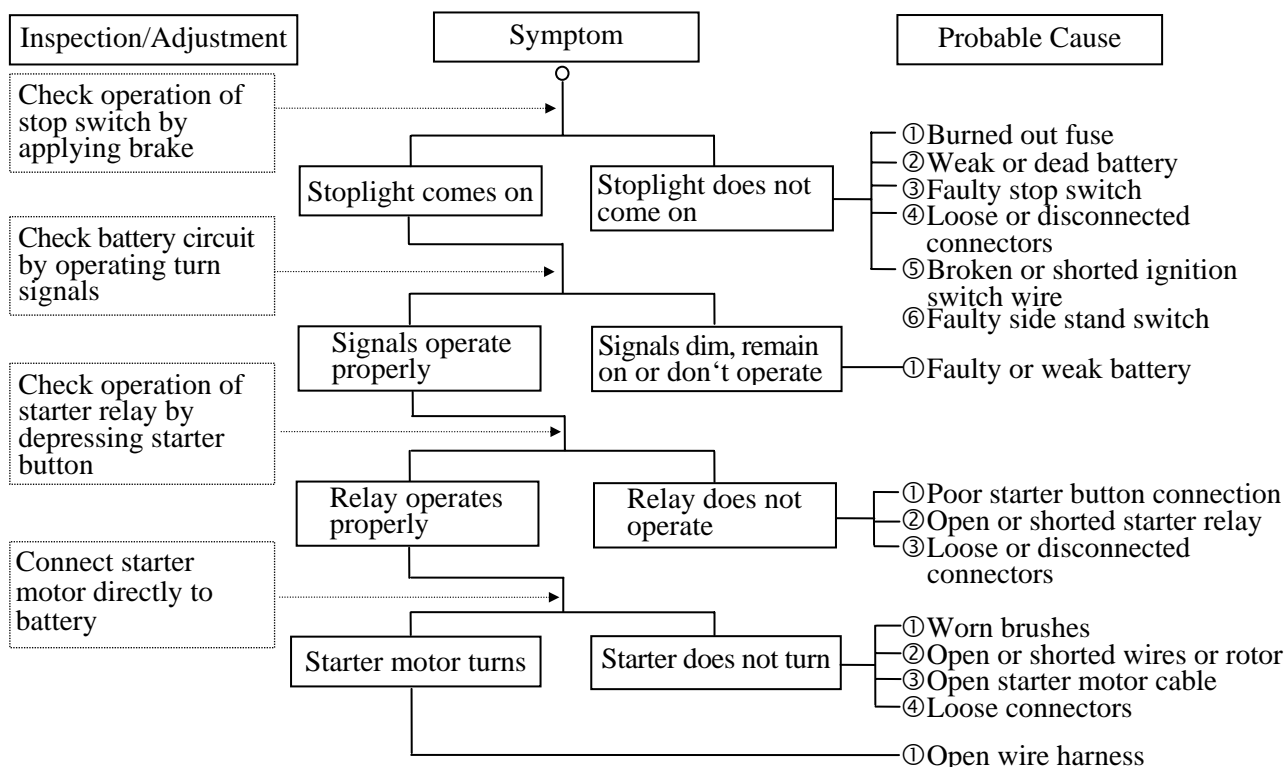 Inspection/Adjustment
Symptom
Probable Cause
Check operation of
stop switch by
applying brake
Stoplight comes on
Stoplight does not
come on
①Burned out fuse
②Weak or dead battery
③Faulty stop switch
④Loose or disconnected
connectors
⑤Broken or shorted ignition
switch wire
⑥Faulty side stand switch
Check battery circuit
by operating turn
signals
Signals operate
properly
Signals dim, remain
on or don‘t operate
①Faulty or weak battery
Check operation of
starter relay by
depressing starter
button
Relay operates
properly
Relay does not
operate
①Poor starter button connection
②Open or shorted starter relay
③Loose or disconnected
connectors
Connect starter
motor directly to
battery
Starter motor turns
Starter does not turn
①Worn brushes
②Open or shorted wires or rotor
③Open starter motor cable
④Loose connectors
①Open wire harness